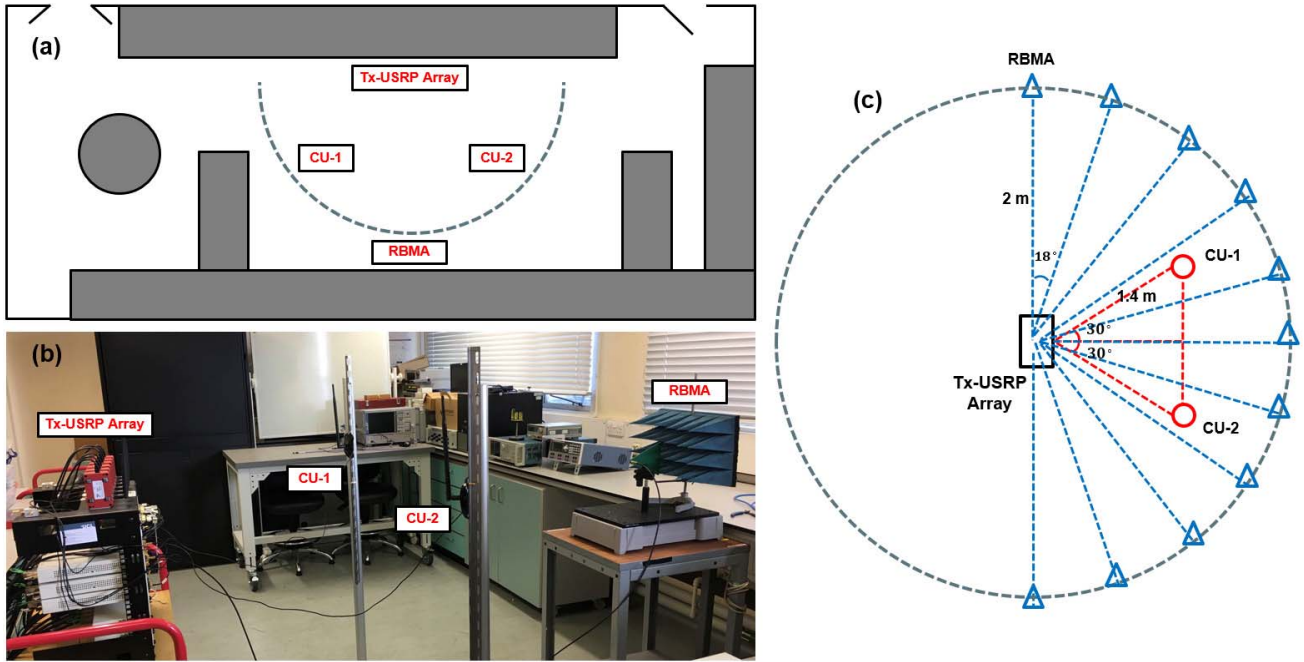 (a)
Tx-USRP Array
CU-1
CU-2
RBMA
(b)
Tx-USRP Array
CU-1
CU-2
RBMA
(c)
RBMA
2 m
18°
CU-1
1.4 m
30°
30°
Tx-USRP
Array
CU-2